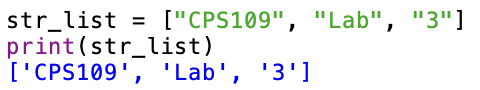 str_list = ["CPS109", "Lab", "3"]
print(str_list)
['CPS109', 'Lab', '3']